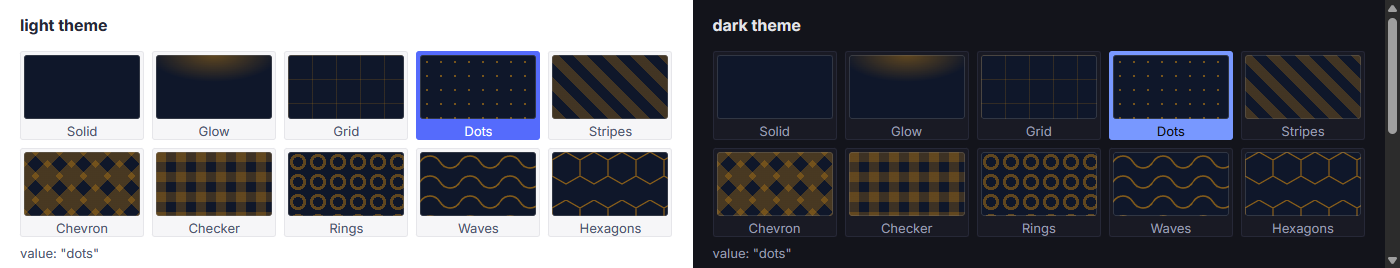 light theme
Solid Glow Grid Dots Stripes
Chevron Checker Rings Waves Hexagons
value: "dots"
dark theme
Solid Glow Grid Dots Stripes
Chevron Checker Rings Waves Hexagons
value: "dots"